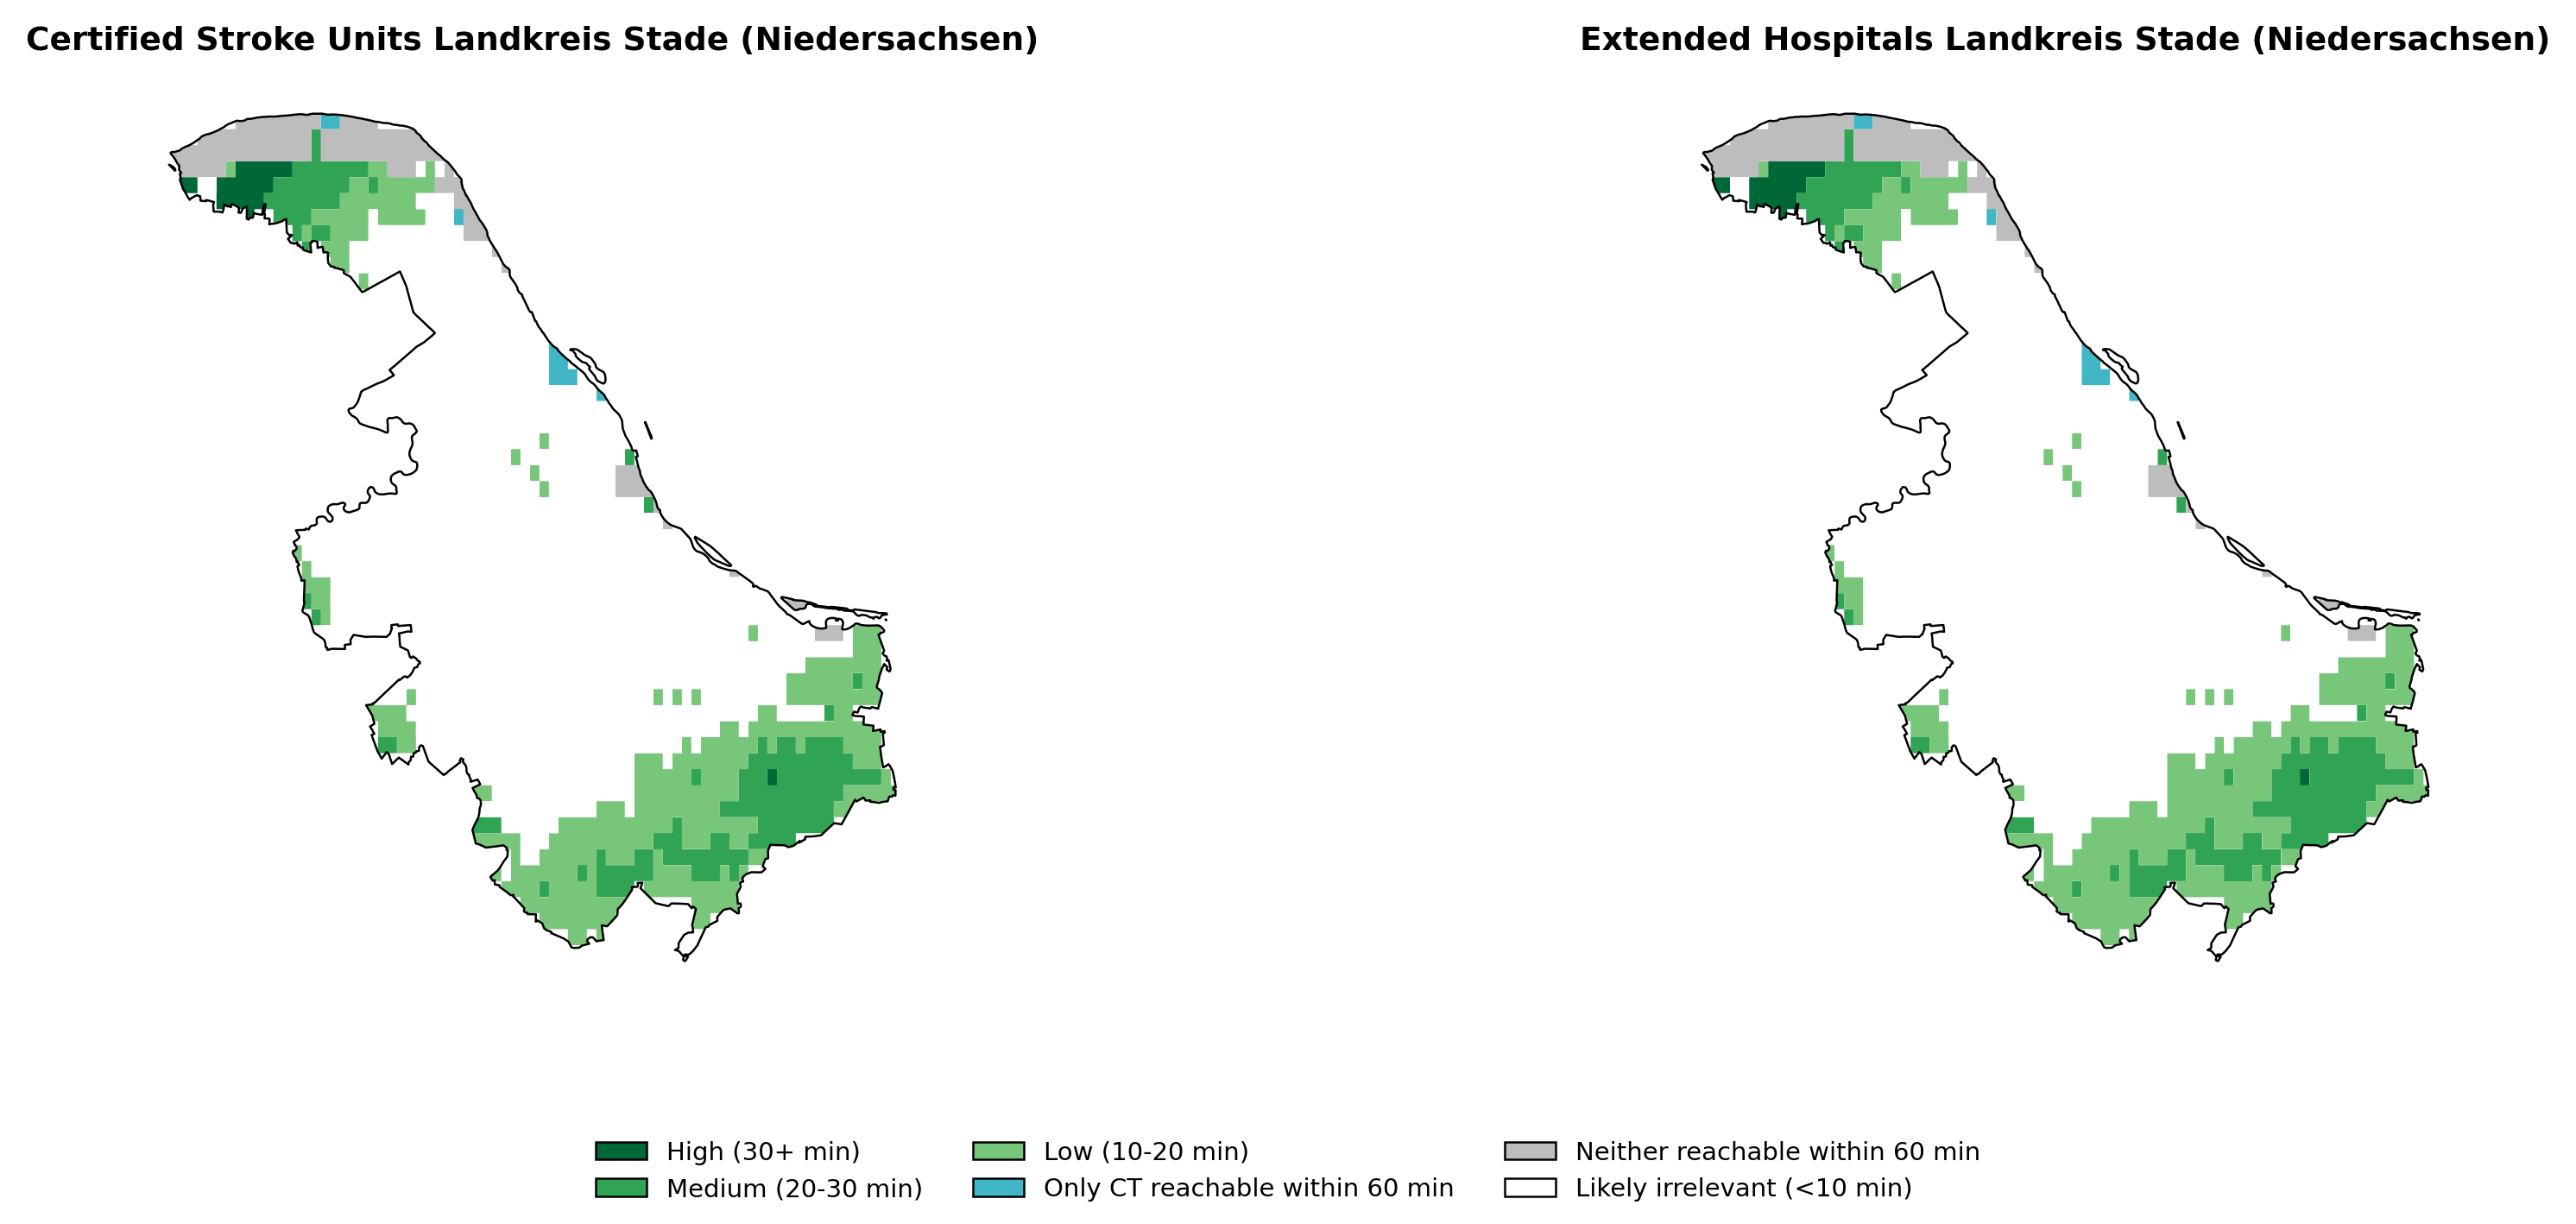 Certified Stroke Units Landkreis Stade (Niedersachsen)
Extended Hospitals Landkreis Stade (Niedersachsen)
High (30+ min)
Medium (20-30 min)
Low (10-20 min)
Only CT reachable within 60 min
Neither reachable within 60 min
Likely irrelevant (<10 min)